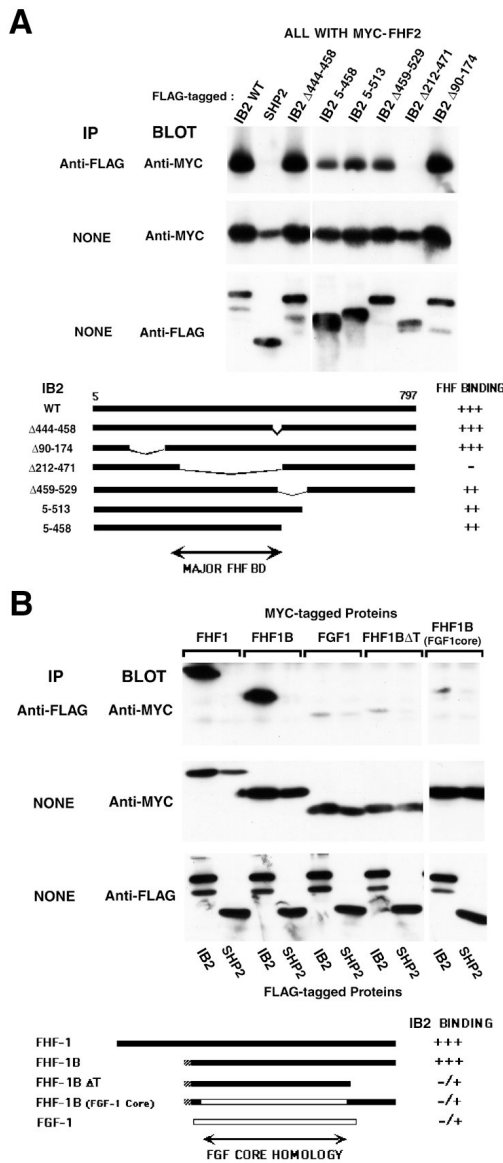 A
ALL WITH MYC-FHF2
FLAG-tagged :
IB2 WT
SHP2
IB2 Δ444-458
IB2 5-458
IB2 5-513
IB2 Δ459-529
IB2 Δ212-471
IB2 Δ90-174
IP BLOT
Anti-FLAG Anti-MYC
NONE Anti-MYC
NONE Anti-FLAG
IB2 5 797 FHF BINDING
WT +++
Δ444-458 +++
Δ90-174 +++
Δ212-471 -
Δ459-529 ++
5-513 ++
5-458 ++
MAJOR FHF BD
B
MYC-tagged Proteins
FHF1 FHF1B FGF1 FHF1BΔT FHF1B (FGF1core)
IP BLOT
Anti-FLAG Anti-MYC
NONE Anti-MYC
NONE Anti-FLAG
IB2 SHP2 IB2 SHP2 IB2 SHP2 IB2 SHP2 IB2 SHP2
FLAG-tagged Proteins
IB2 BINDING
FHF-1 +++
FHF-1B +++
FHF-1B ΔT -/+
FHF-1B (FGF-1 Core) -/+
FGF-1 -/+
FGF CORE HOMOLOGY